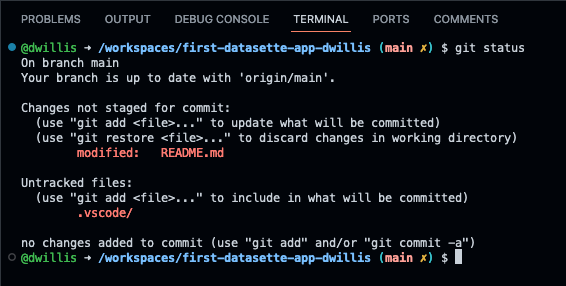 PROBLEMS OUTPUT DEBUG CONSOLE TERMINAL PORTS COMMENTS
@dwillis ➜ /workspaces/first-datasette-app-dwillis (main ✗) $ git status
On branch main
Your branch is up to date with 'origin/main'.
Changes not staged for commit:
  (use "git add <file>..." to update what will be committed)
  (use "git restore <file>..." to discard changes in working directory)
        modified:   README.md
Untracked files:
  (use "git add <file>..." to include in what will be committed)
        .vscode/
no changes added to commit (use "git add" and/or "git commit -a")
@dwillis ➜ /workspaces/first-datasette-app-dwillis (main ✗) $